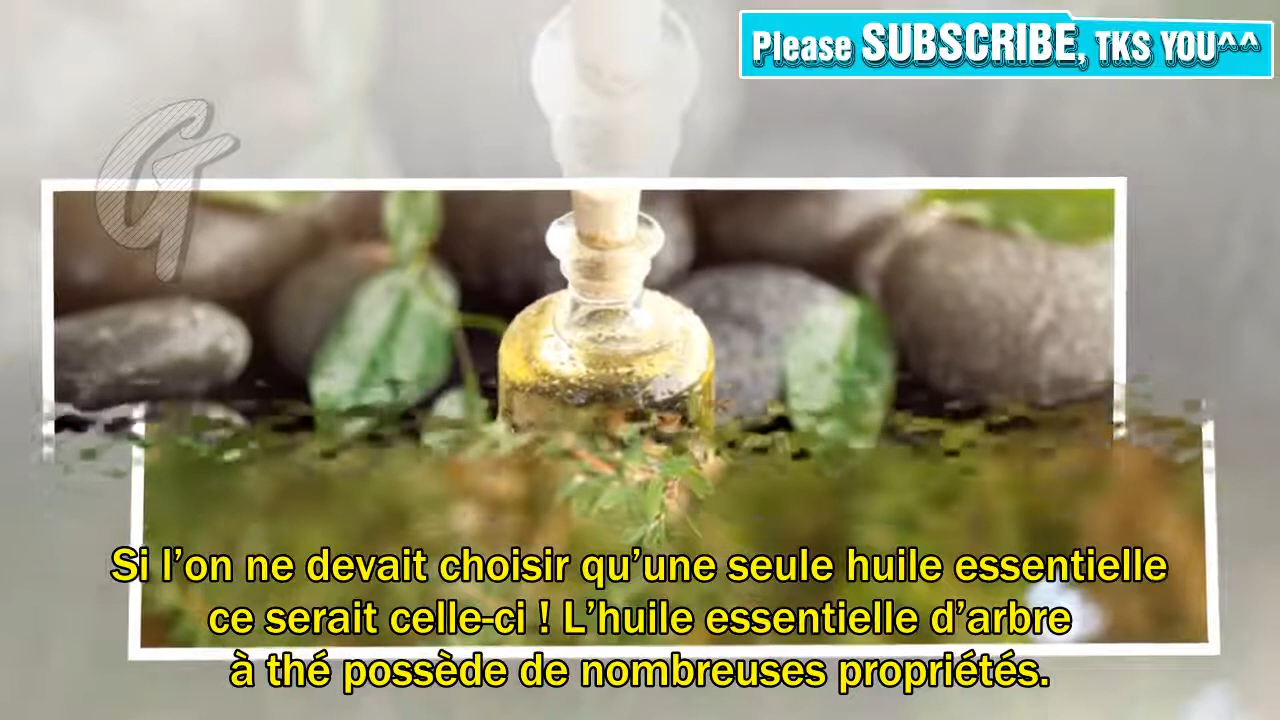 Please SUBSCRIBE, TKS YOU^^
G
Si l’on ne devait choisir qu’une seule huile essentielle
ce serait celle-ci ! L’huile essentielle d’arbre
à thé possède de nombreuses propriétés.